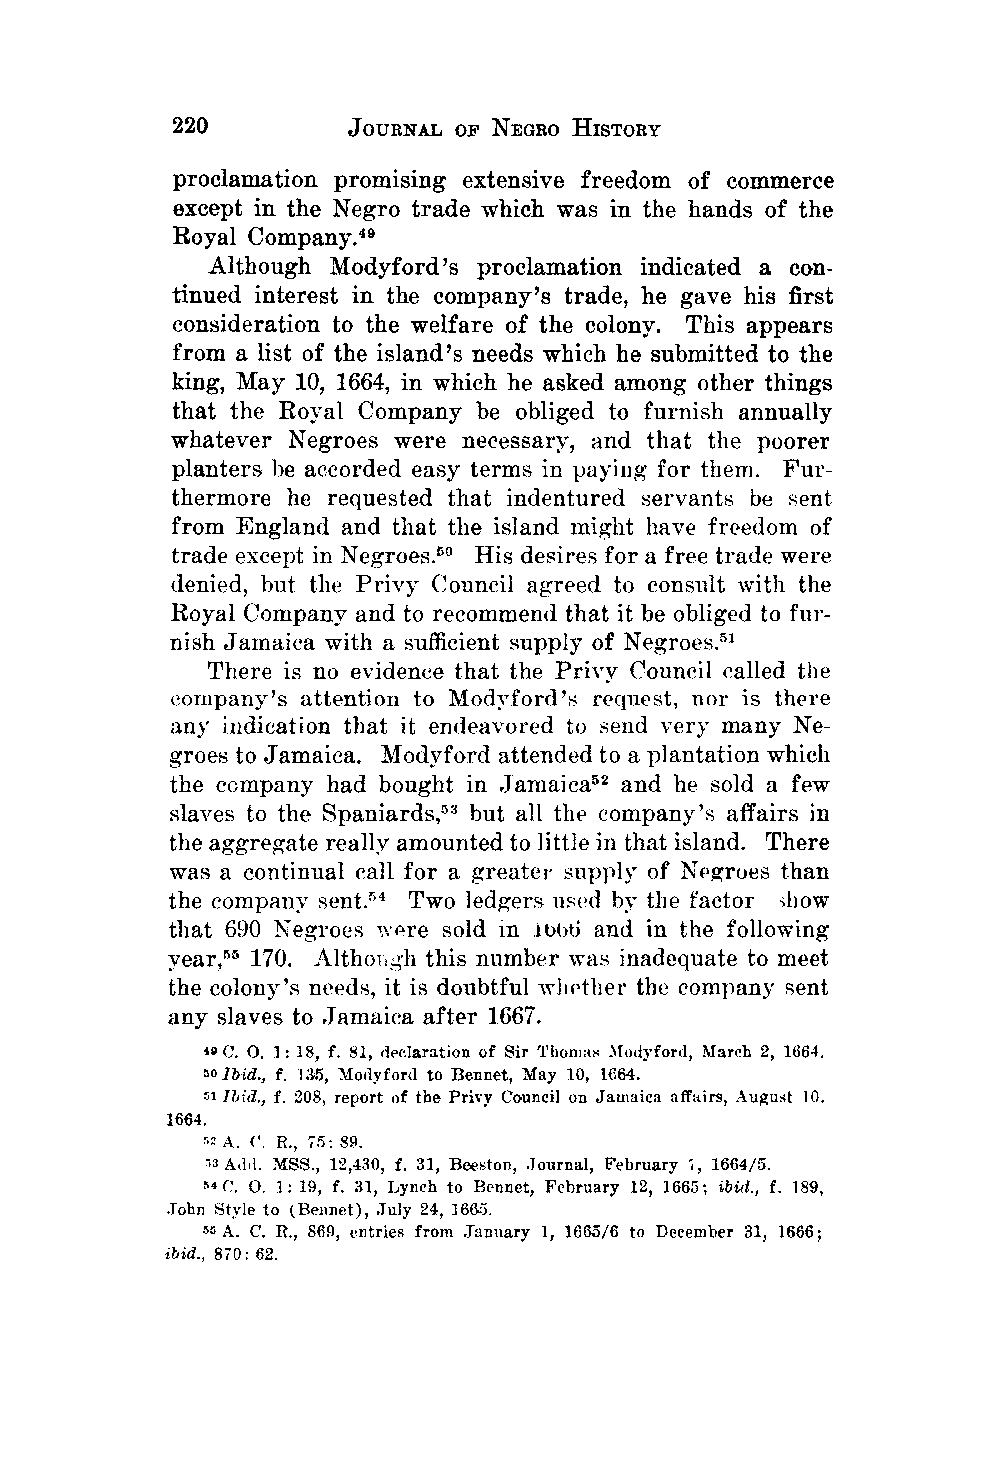 220 JOURNAL OF NEGRO HISTORY
proclamation promising extensive freedom of commerce
except in the Negro trade which was in the hands of the
Royal Company.⁴⁹
Although Modyford's proclamation indicated a con-
tinued interest in the company's trade, he gave his first
consideration to the welfare of the colony. This appears
from a list of the island's needs which he submitted to the
king, May 10, 1664, in which he asked among other things
that the Royal Company be obliged to furnish annually
whatever Negroes were necessary, and that the poorer
planters be accorded easy terms in paying for them. Fur-
thermore he requested that indentured servants be sent
from England and that the island might have freedom of
trade except in Negroes.⁵⁰ His desires for a free trade were
denied, but the Privy Council agreed to consult with the
Royal Company and to recommend that it be obliged to fur-
nish Jamaica with a sufficient supply of Negroes.⁵¹
There is no evidence that the Privy Council called the
company's attention to Modyford's request, nor is there
any indication that it endeavored to send very many Ne-
groes to Jamaica. Modyford attended to a plantation which
the company had bought in Jamaica⁵² and he sold a few
slaves to the Spaniards,⁵³ but all the company's affairs in
the aggregate really amounted to little in that island. There
was a continual call for a greater supply of Negroes than
the company sent.⁵⁴ Two ledgers used by the factor show
that 690 Negroes were sold in 1666 and in the following
year,⁵⁵ 170. Although this number was inadequate to meet
the colony's needs, it is doubtful whether the company sent
any slaves to Jamaica after 1667.
⁴⁹ C. O. 1: 18, f. 81, declaration of Sir Thomas Modyford, March 2, 1664.
⁵⁰ Ibid., f. 135, Modyford to Bennet, May 10, 1664.
⁵¹ Ibid., f. 208, report of the Privy Council on Jamaica affairs, August 10,
1664.
⁵² A. C. R., 75: 89.
⁵³ Add. MSS., 12,430, f. 31, Beeston, Journal, February 7, 1664/5.
⁵⁴ C. O. 1: 19, f. 31, Lynch to Bennet, February 12, 1665; ibid., f. 189,
John Style to (Bennet), July 24, 1665.
⁵⁵ A. C. R., 869, entries from January 1, 1665/6 to December 31, 1666;
ibid., 870: 62.